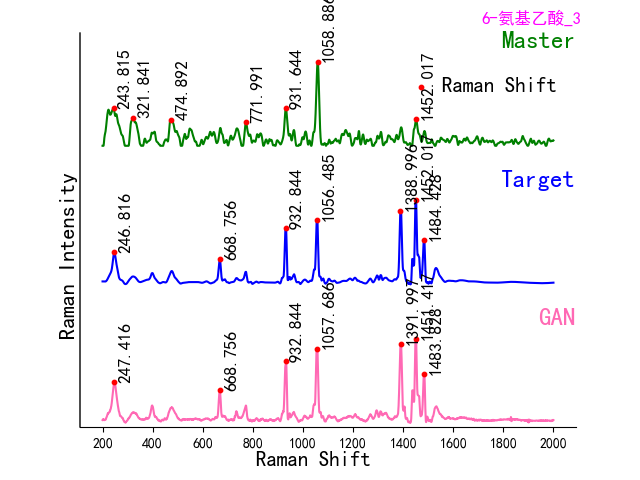 6-氨基乙酸_3
Master
243.815
321.841
474.892
771.991
931.644
1058.886
1452.017
Raman Shift
Target
246.816
668.756
932.844
1056.485
1388.996
1452.017
1484.428
GAN
247.416
668.756
932.844
1057.686
1391.997
1451.417
1483.828
Raman Intensity
200 400 600 800 1000 1200 1400 1600 1800 2000
Raman Shift